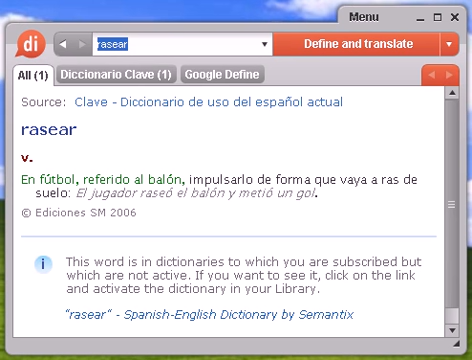 Menu
di
rasear
Define and translate
All (1)
Diccionario Clave (1)
Google Define
Source: Clave - Diccionario de uso del español actual
rasear
v.
En fútbol, referido al balón, impulsarlo de forma que vaya a ras de
suelo: El jugador raseó el balón y metió un gol.
© Ediciones SM 2006
i
This word is in dictionaries to which you are subscribed but
which are not active. If you want to see it, click on the link
and activate the dictionary in your Library.
"rasear" - Spanish-English Dictionary by Semantix